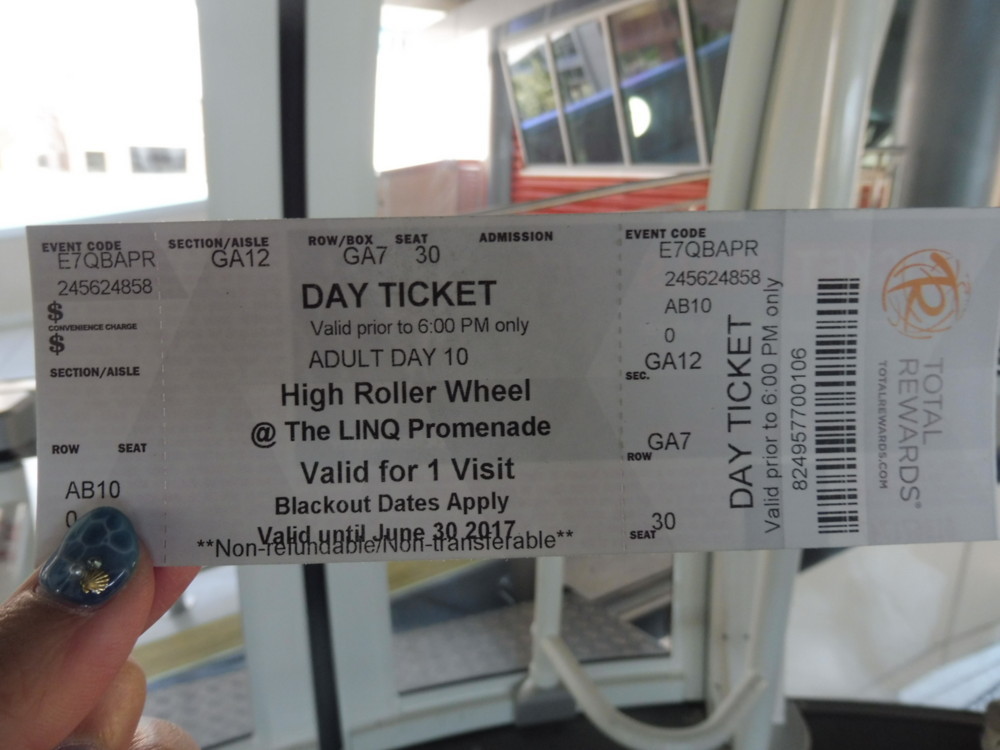 EVENT CODE
E7QBAPR
245624858
$
CONVENIENCE CHARGE
$
SECTION/AISLE
ROW SEAT
AB10
0
SECTION/AISLE ROW/BOX SEAT ADMISSION
GA12 GA7 30
DAY TICKET
Valid prior to 6:00 PM only
ADULT DAY 10
High Roller Wheel
@ The LINQ Promenade
Valid for 1 Visit
Blackout Dates Apply
Valid until June 30 2017
**Non-refundable/Non-transferable**
EVENT CODE
E7QBAPR
245624858
AB10
0
GA12
SEC.
GA7
ROW
30
SEAT
DAY TICKET
Valid prior to 6:00 PM only
824957700106
TR
TOTAL
REWARDS®
TOTALREWARDS.COM